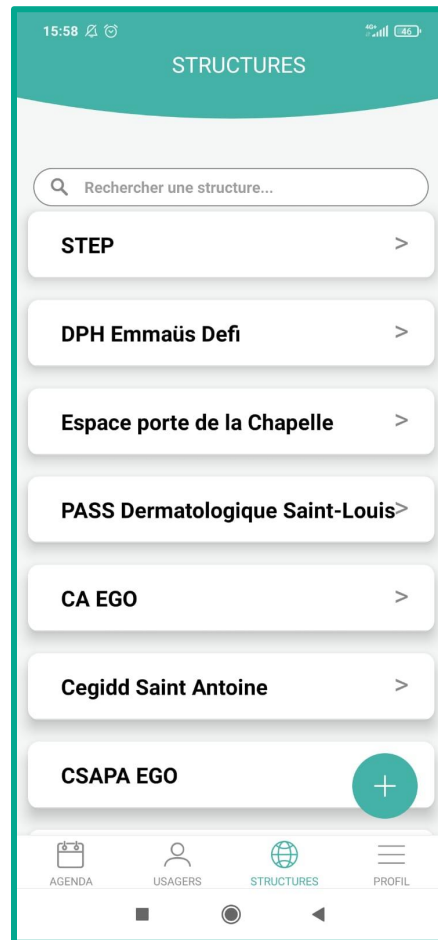 15:58
4G+ 46
STRUCTURES
Rechercher une structure...
STEP >
DPH Emmaüs Defi >
Espace porte de la Chapelle >
PASS Dermatologique Saint-Louis>
CA EGO >
Cegidd Saint Antoine >
CSAPA EGO
+
AGENDA USAGERS STRUCTURES PROFIL